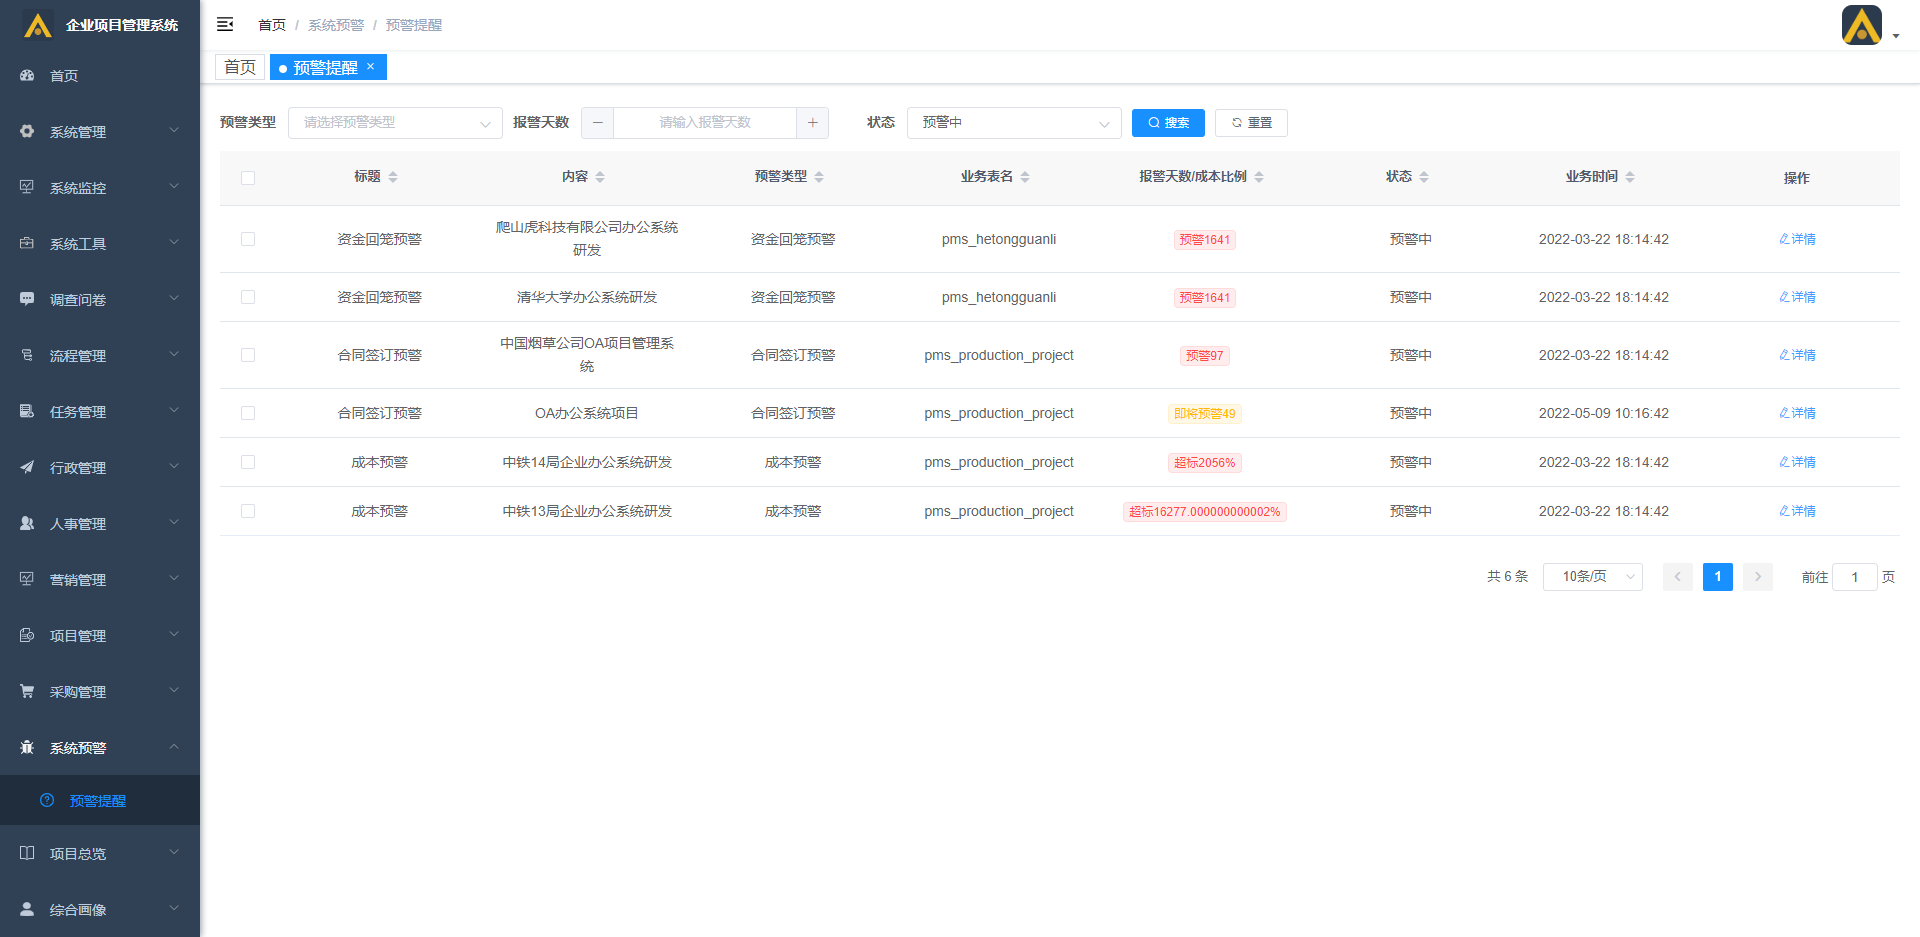 企业项目管理系统
首页
系统管理
系统监控
系统工具
调查问卷
流程管理
任务管理
行政管理
人事管理
营销管理
项目管理
采购管理
系统预警
预警提醒
项目总览
综合画像
首页 / 系统预警 / 预警提醒
首页 预警提醒 ×
预警类型 请选择预警类型 报警天数 请输入报警天数 状态 预警中 搜索 重置
标题 内容 预警类型 业务表名 报警天数/成本比例 状态 业务时间 操作
资金回笼预警 爬山虎科技有限公司办公系统 资金回笼预警 pms_hetongguanli 预警1641 预警中 2022-03-22 18:14:42 详情
研发
资金回笼预警 清华大学办公系统研发 资金回笼预警 pms_hetongguanli 预警1641 预警中 2022-03-22 18:14:42 详情
合同签订预警 中国烟草公司OA项目管理系 合同签订预警 pms_production_project 预警97 预警中 2022-03-22 18:14:42 详情
统
合同签订预警 OA办公系统项目 合同签订预警 pms_production_project 即将预警49 预警中 2022-05-09 10:16:42 详情
成本预警 中铁14局企业办公系统研发 成本预警 pms_production_project 超标2056% 预警中 2022-03-22 18:14:42 详情
成本预警 中铁13局企业办公系统研发 成本预警 pms_production_project 超标16277.000000000002% 预警中 2022-03-22 18:14:42 详情
共 6 条 10条/页 1 前往 1 页